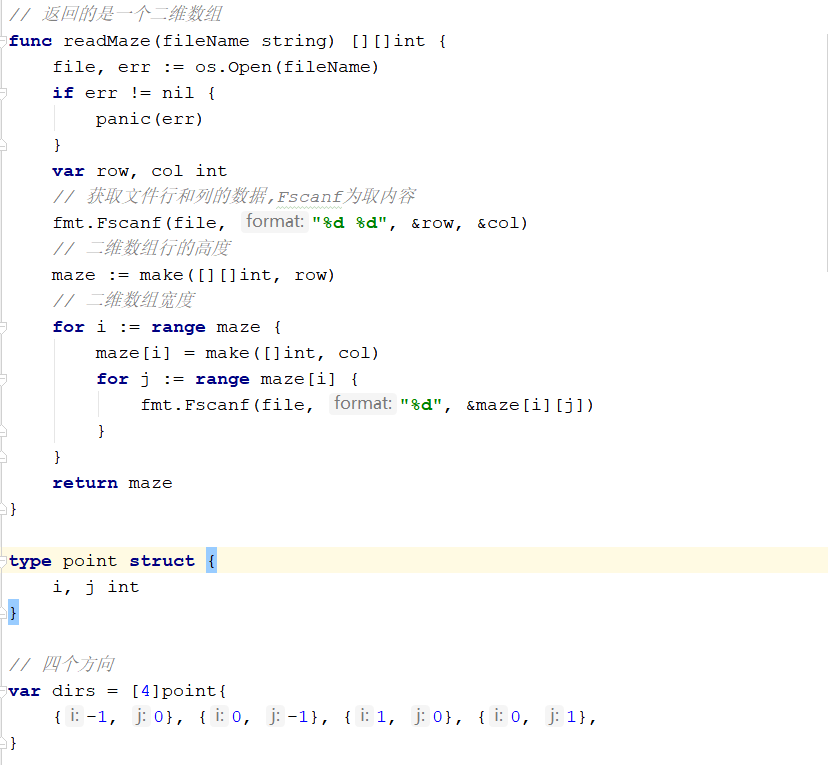 // 返回的是一个二维数组
func readMaze(fileName string) [][]int {
    file, err := os.Open(fileName)
    if err != nil {
        panic(err)
    }
    var row, col int
    // 获取文件行和列的数据,Fscanf为取内容
    fmt.Fscanf(file, format: "%d %d", &row, &col)
    // 二维数组行的高度
    maze := make([][]int, row)
    // 二维数组宽度
    for i := range maze {
        maze[i] = make([]int, col)
        for j := range maze[i] {
            fmt.Fscanf(file, format: "%d", &maze[i][j])
        }
    }
    return maze
}
type point struct {
    i, j int
}
// 四个方向
var dirs = [4]point{
    {i: -1, j: 0}, {i: 0, j: -1}, {i: 1, j: 0}, {i: 0, j: 1},
}